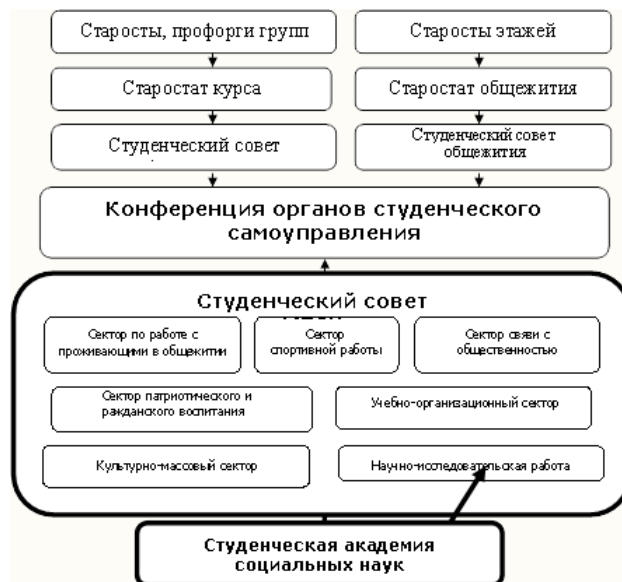 Старосты, профорги групп
Старосты этажей
Старостат курса
Старостат общежития
Студенческий совет
Студенческий совет
общежития
Конференция органов студенческого
самоуправления
Студенческий совет
Сектор по работе с
проживающими в общежитии
Сектор
спортивной работы
Сектор связи с
общественностью
Сектор патриотического и
ражданского воспитания
Учебно-организационный сектор
Культурно-массовый сектор
Научно-исследовательская работа
Студенческая академия
социальных наук